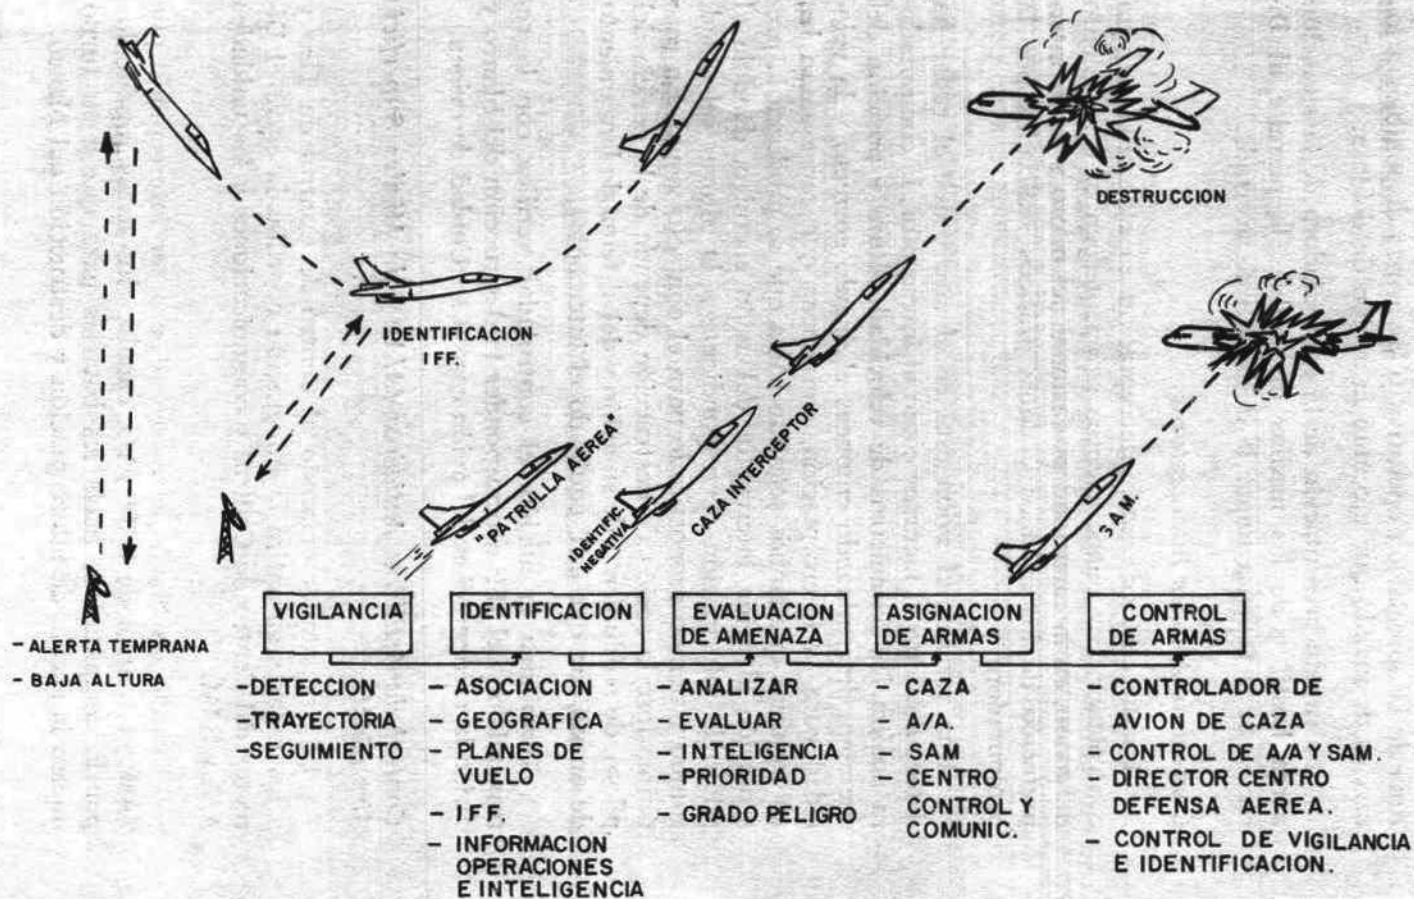 DESTRUCCION
IDENTIFICACION
IFF.
"PATRULLA AEREA"
IDENTIFIC.
NEGATIVA
CAZA INTERCEPTOR
S.A.M.
- ALERTA TEMPRANA
- BAJA ALTURA
VIGILANCIA
- DETECCION
- TRAYECTORIA
- SEGUIMIENTO
IDENTIFICACION
- ASOCIACION
- GEOGRAFICA
- PLANES DE
VUELO
- IFF.
- INFORMACION
OPERACIONES
E INTELIGENCIA
EVALUACION
DE AMENAZA
- ANALIZAR
- EVALUAR
- INTELIGENCIA
- PRIORIDAD
- GRADO PELIGRO
ASIGNACION
DE ARMAS
- CAZA
- A/A.
- SAM
- CENTRO
CONTROL Y
COMUNIC.
CONTROL
DE ARMAS
- CONTROLADOR DE
AVION DE CAZA
- CONTROL DE A/A Y SAM.
- DIRECTOR CENTRO
DEFENSA AEREA.
- CONTROL DE VIGILANCIA
E IDENTIFICACION.